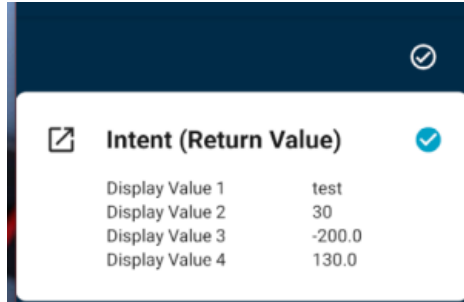 Intent (Return Value)
Display Value 1 test
Display Value 2 30
Display Value 3 -200.0
Display Value 4 130.0